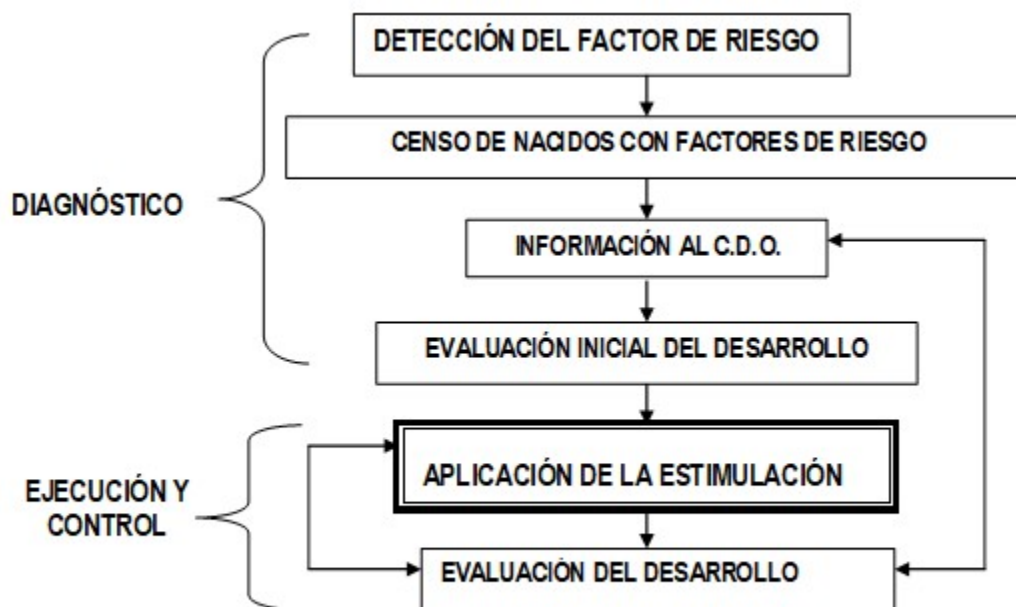 DETECCIÓN DEL FACTOR DE RIESGO
CENSO DE NACIDOS CON FACTORES DE RIESGO
DIAGNÓSTICO
INFORMACIÓN AL C.D.O.
EVALUACIÓN INICIAL DEL DESARROLLO
APLICACIÓN DE LA ESTIMULACIÓN
EJECUCIÓN Y
CONTROL
EVALUACIÓN DEL DESARROLLO